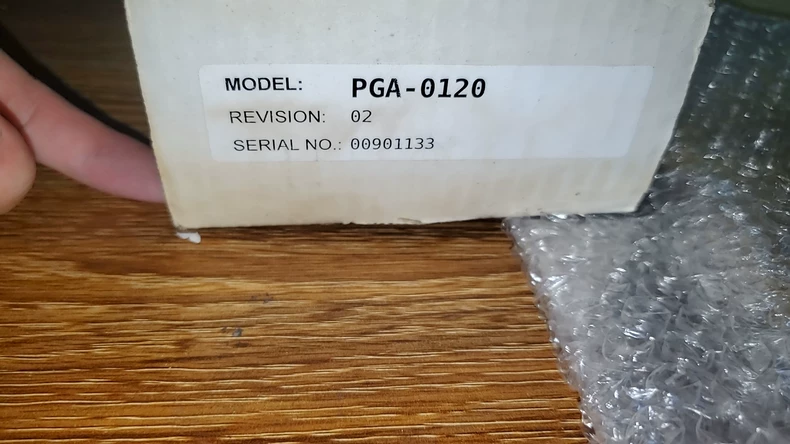 MODEL: PGA-0120
REVISION: 02
SERIAL NO.: 00901133